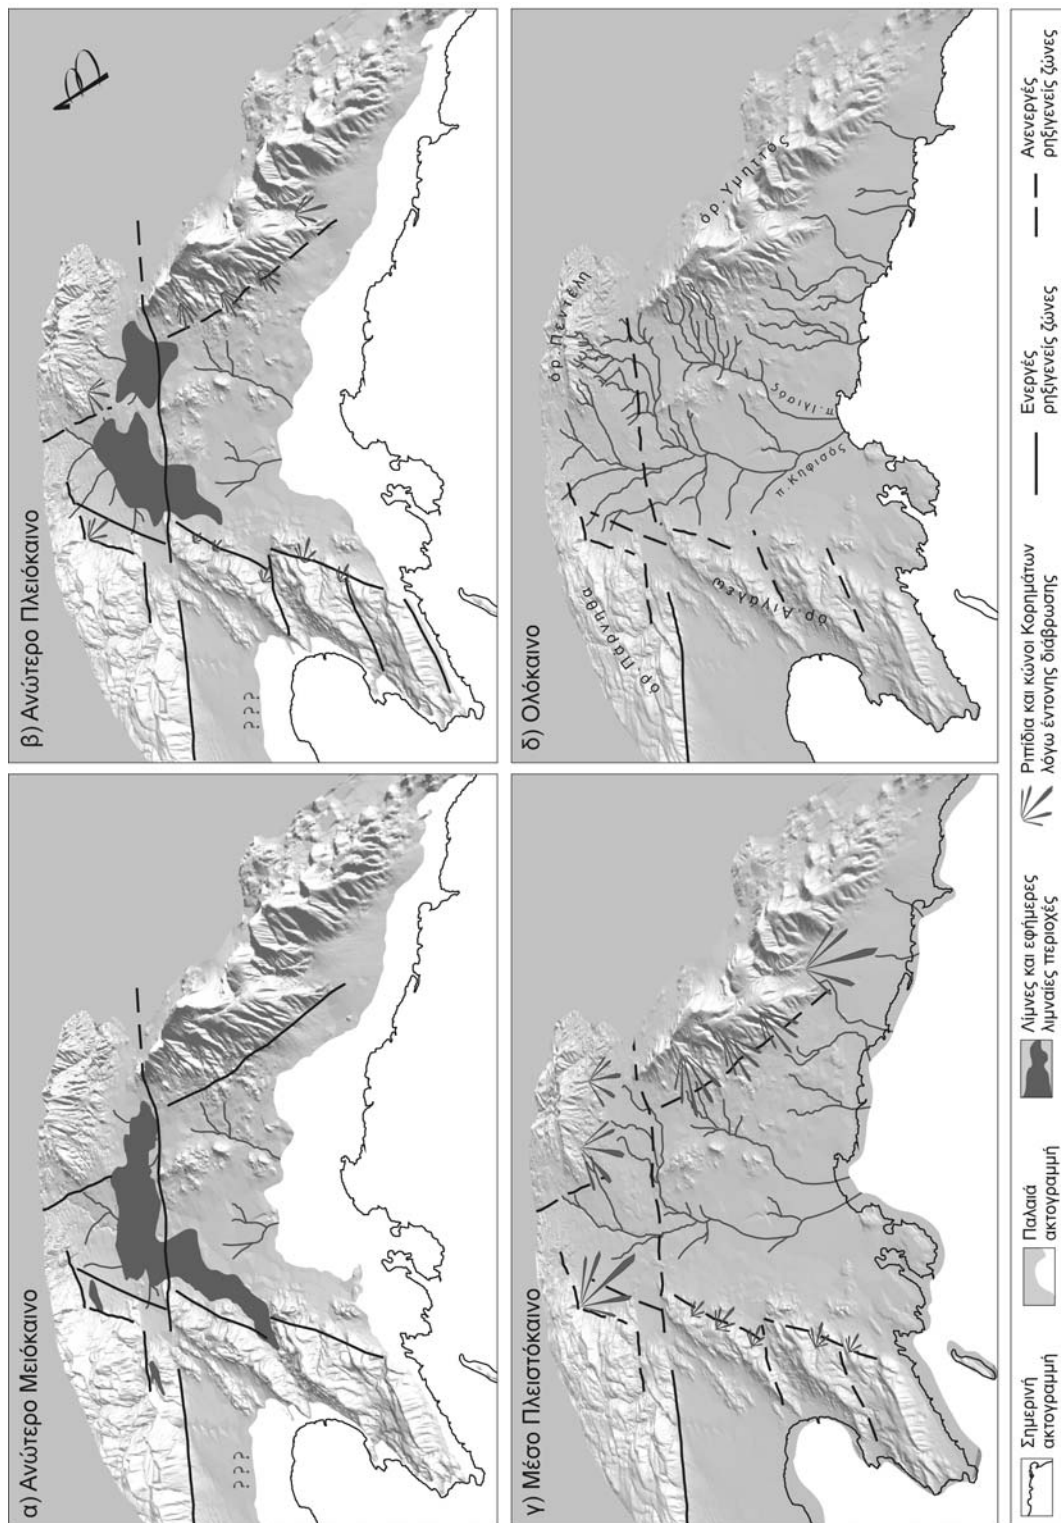 α) Ανώτερο Μειόκαινο
???
β) Ανώτερο Πλειόκαινο
Β
???
γ) Μέσο Πλειστόκαινο
δ) Ολόκαινο
όρ. Πάρνηθα
όρ. Πεντέλη
όρ. Υμηττός
όρ. Αιγάλεω
π. Κηφισός
π. Ιλισός
Σημερινή
ακτογραμμή
Παλαιά
ακτογραμμή
Λίμνες και εφήμερες
λιμναίες περιοχές
Ριπίδια και κώνοι Κορημάτων
λόγω έντονης διάβρωσης
Ενεργές
ρηξιγενείς ζώνες
Ανενεργές
ρηξιγενείς ζώνες